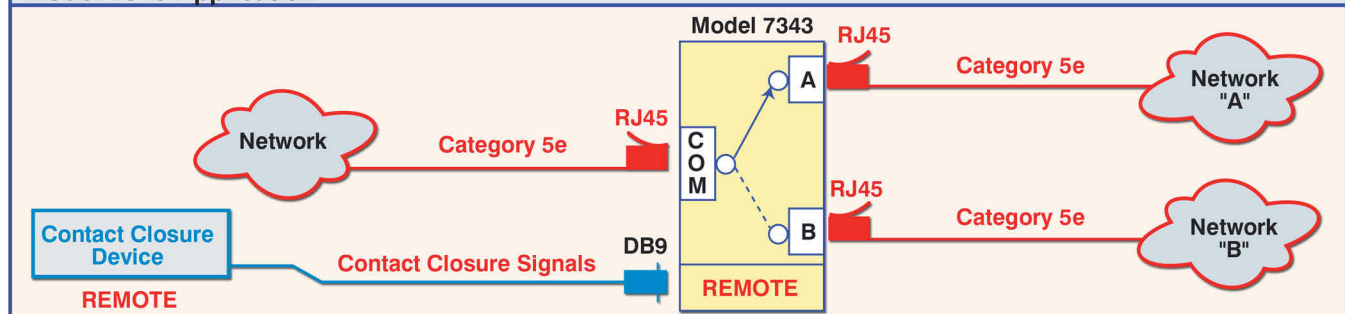 Model 7343
RJ45
Category 5e
Network
"A"
A
Network
Category 5e
RJ45
COM
B
RJ45
Category 5e
Network
"B"
Contact Closure
Device
REMOTE
Contact Closure Signals
DB9
REMOTE